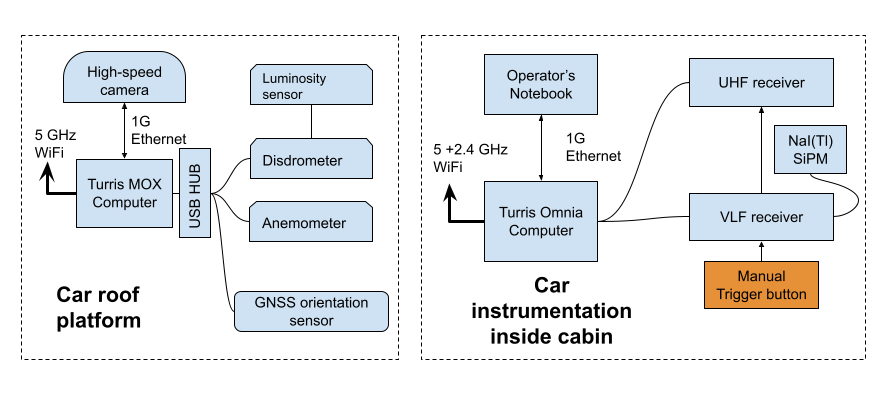 High-speed
camera
1G
Ethernet
5 GHz
WiFi
Turris MOX
Computer
USB HUB
Luminosity
sensor
Disdrometer
Anemometer
GNSS orientation
sensor
Car roof
platform
Operator's
Notebook
1G
Ethernet
5 +2.4 GHz
WiFi
Turris Omnia
Computer
UHF receiver
NaI(Tl)
SiPM
VLF receiver
Manual
Trigger button
Car
instrumentation
inside cabin